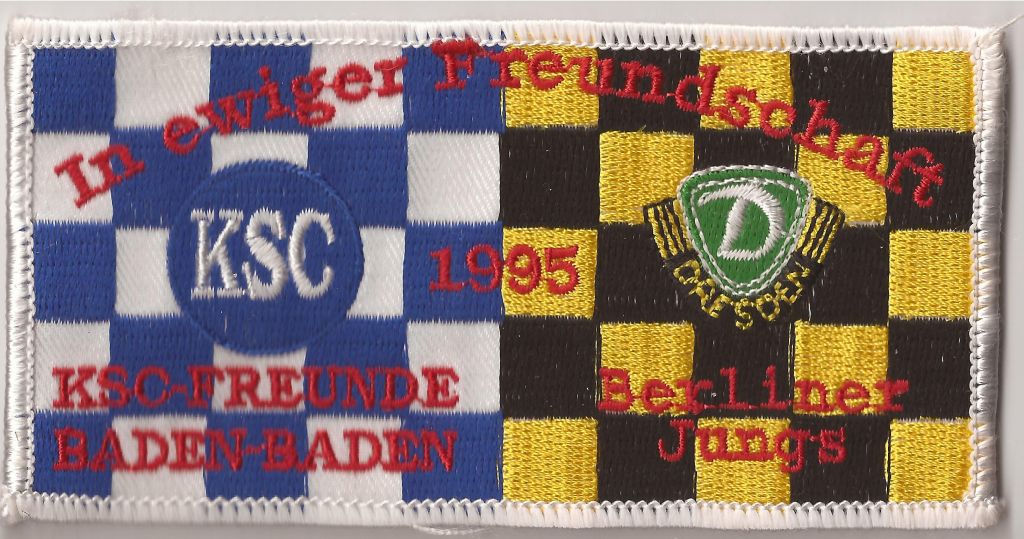 In ewiger Freundschaft
KSC
D
DRESDEN
1995
KSC-FREUNDE
BADEN-BADEN
Berliner
Jungs